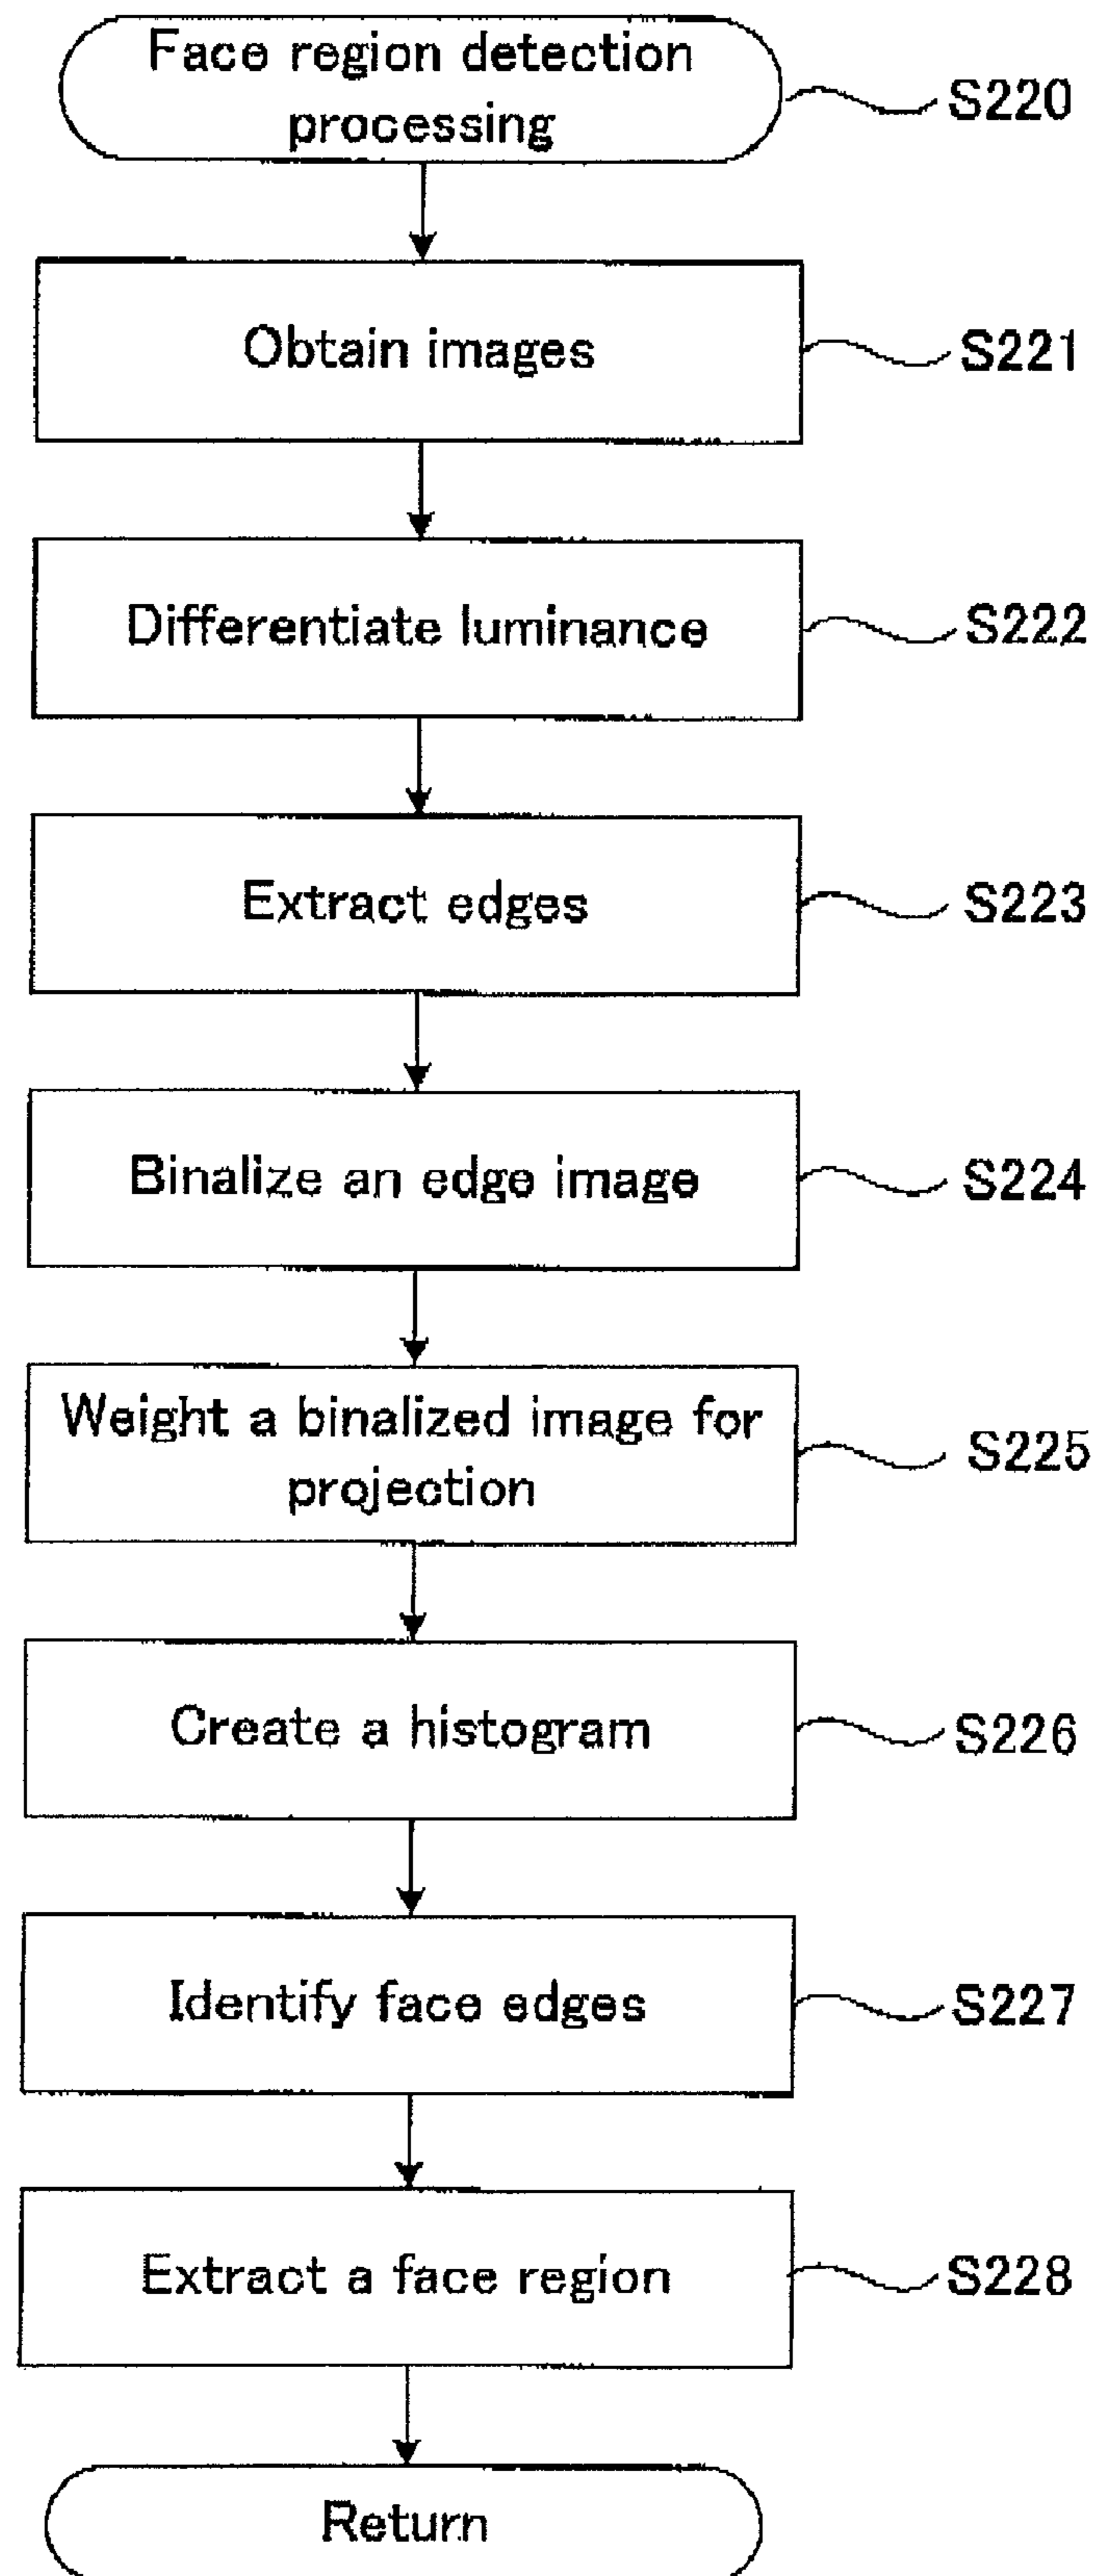 Face region detection
processing
S220
Obtain images
S221
Differentiate luminance
S222
Extract edges
S223
Binalize an edge image
S224
Weight a binalized image for
projection
S225
Create a histogram
S226
Identify face edges
S227
Extract a face region
S228
Return